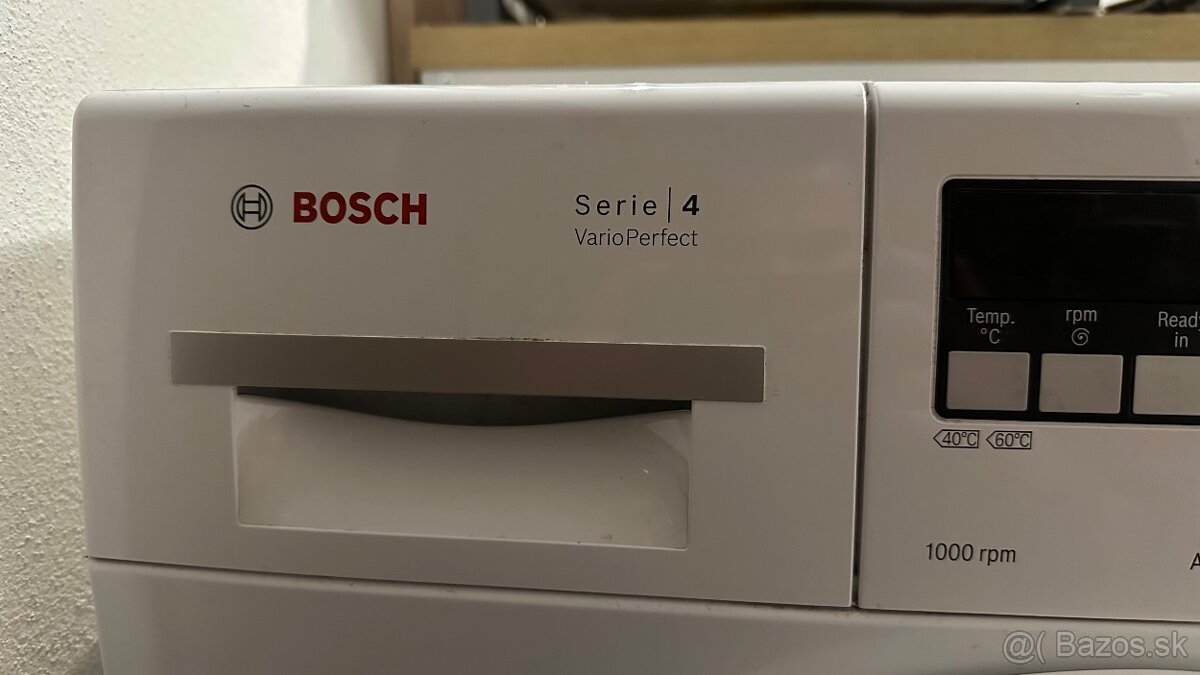 BOSCH
Serie | 4
VarioPerfect
Temp.
°C
rpm
Ready
in
40°C 60°C
1000 rpm
A
@( Bazos.sk